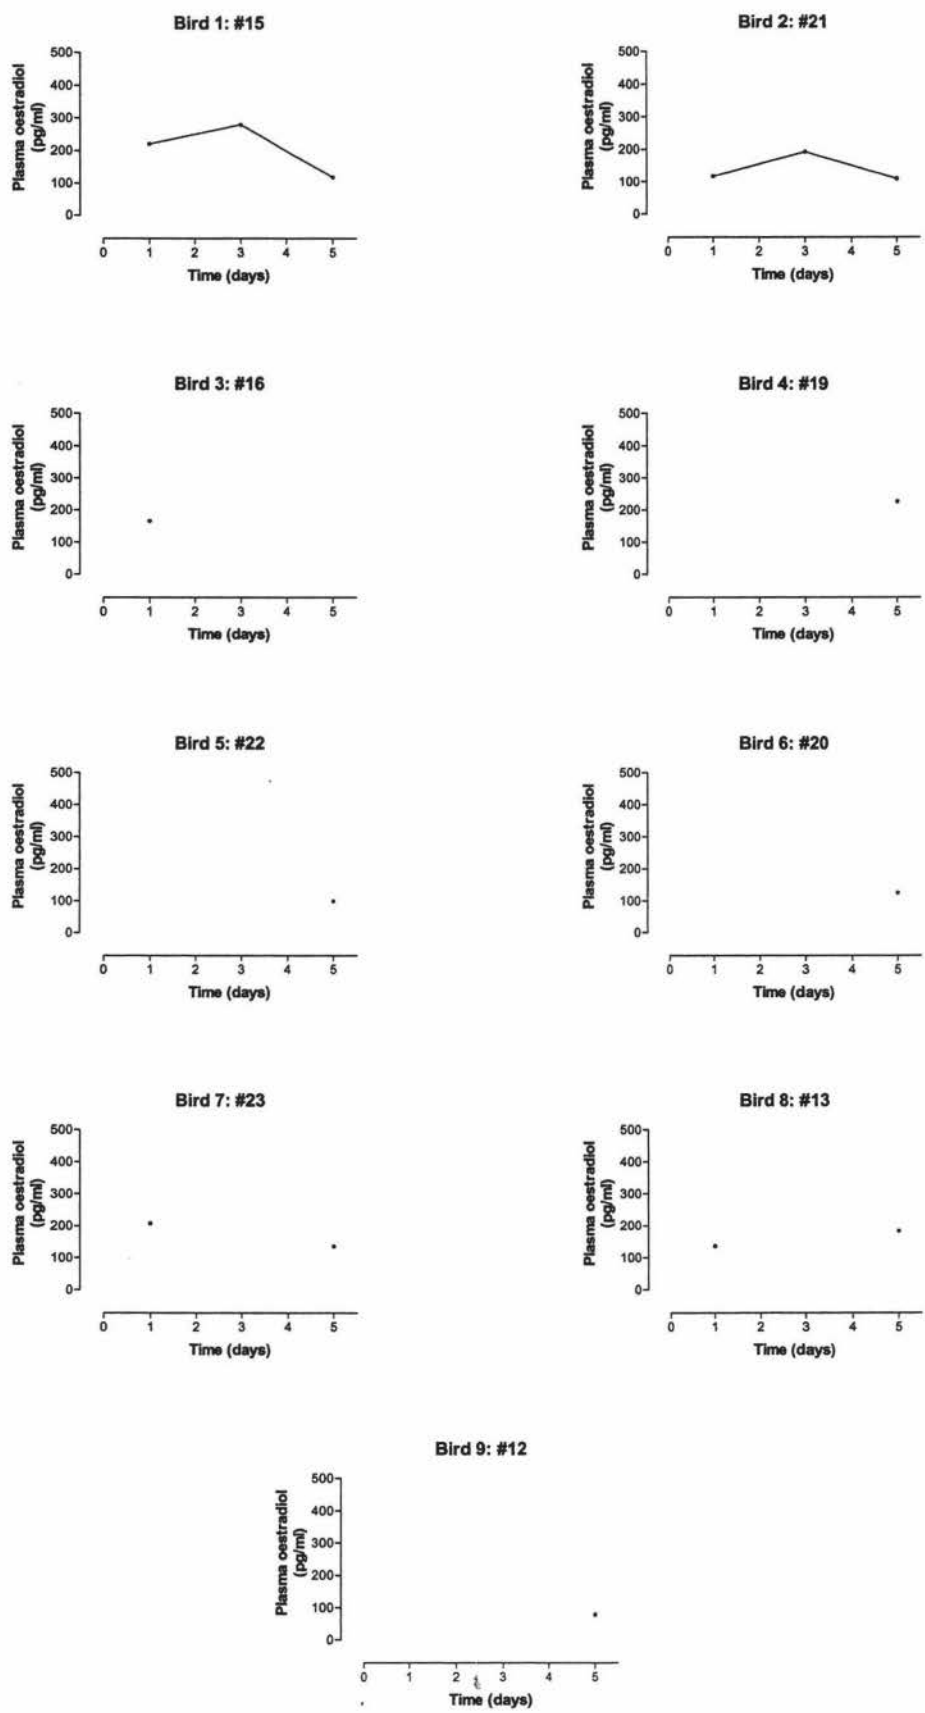 Bird 1: #15
Plasma oestradiol
(pg/ml)
500
400
300
200
100
0
0 1 2 3 4 5
Time (days)
Bird 2: #21
Plasma oestradiol
(pg/ml)
500
400
300
200
100
0
0 1 2 3 4 5
Time (days)
Bird 3: #16
Plasma oestradiol
(pg/ml)
500
400
300
200
100
0
0 1 2 3 4 5
Time (days)
Bird 4: #19
Plasma oestradiol
(pg/ml)
500
400
300
200
100
0
0 1 2 3 4 5
Time (days)
Bird 5: #22
Plasma oestradiol
(pg/ml)
500
400
300
200
100
0
0 1 2 3 4 5
Time (days)
Bird 6: #20
Plasma oestradiol
(pg/ml)
500
400
300
200
100
0
0 1 2 3 4 5
Time (days)
Bird 7: #23
Plasma oestradiol
(pg/ml)
500
400
300
200
100
0
0 1 2 3 4 5
Time (days)
Bird 8: #13
Plasma oestradiol
(pg/ml)
500
400
300
200
100
0
0 1 2 3 4 5
Time (days)
Bird 9: #12
Plasma oestradiol
(pg/ml)
500
400
300
200
100
0
0 1 2 3 4 5
Time (days)